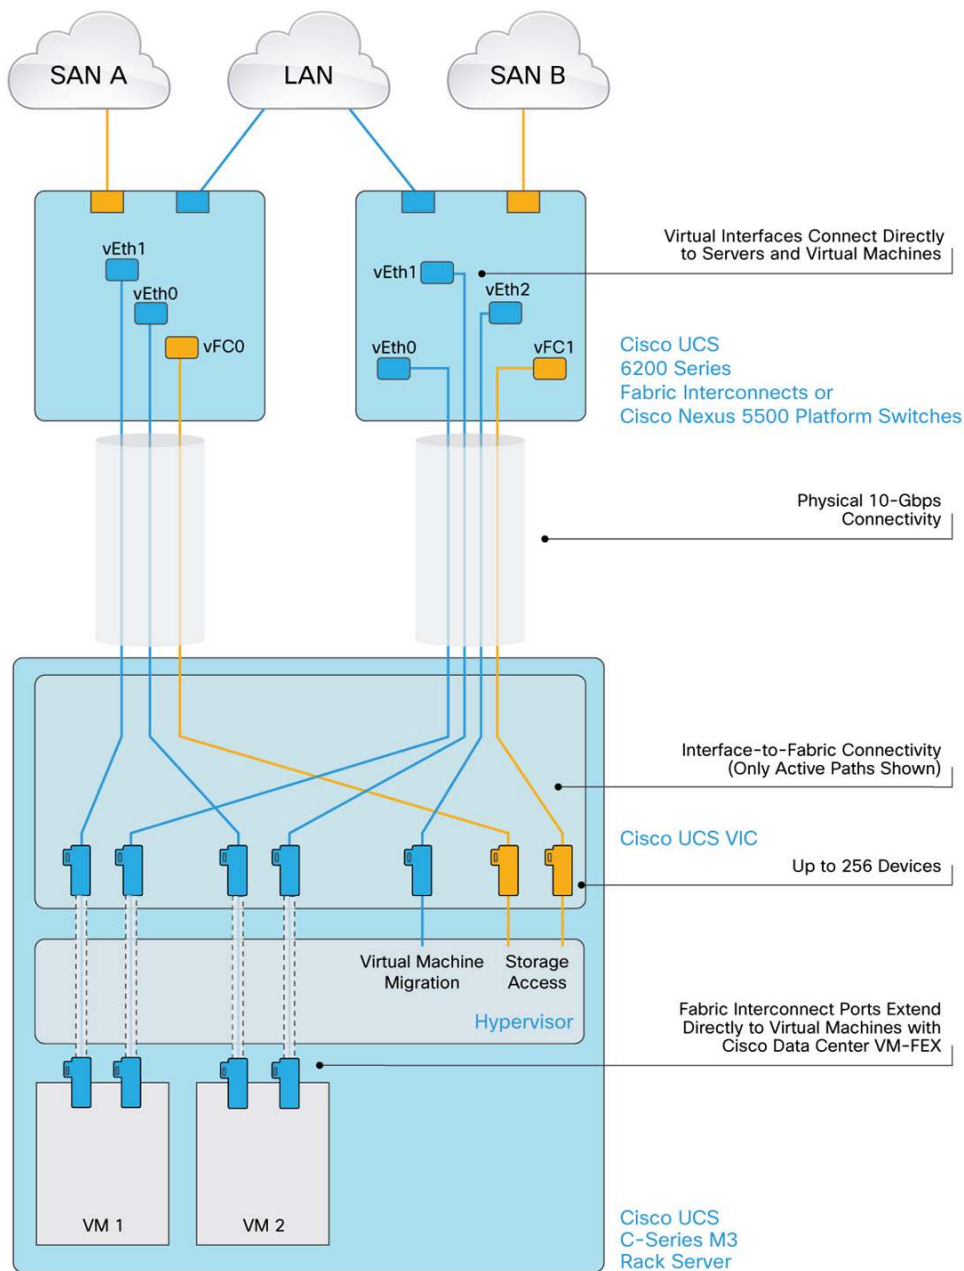 SAN A
LAN
SAN B
vEth1
vEth0
vFC0
vEth1
vEth2
vEth0
vFC1
Virtual Interfaces Connect Directly
to Servers and Virtual Machines
Cisco UCS
6200 Series
Fabric Interconnects or
Cisco Nexus 5500 Platform Switches
Physical 10-Gbps
Connectivity
Interface-to-Fabric Connectivity
(Only Active Paths Shown)
Cisco UCS VIC
Up to 256 Devices
Virtual Machine
Migration
Storage
Access
Hypervisor
Fabric Interconnect Ports Extend
Directly to Virtual Machines with
Cisco Data Center VM-FEX
VM 1
VM 2
Cisco UCS
C-Series M3
Rack Server